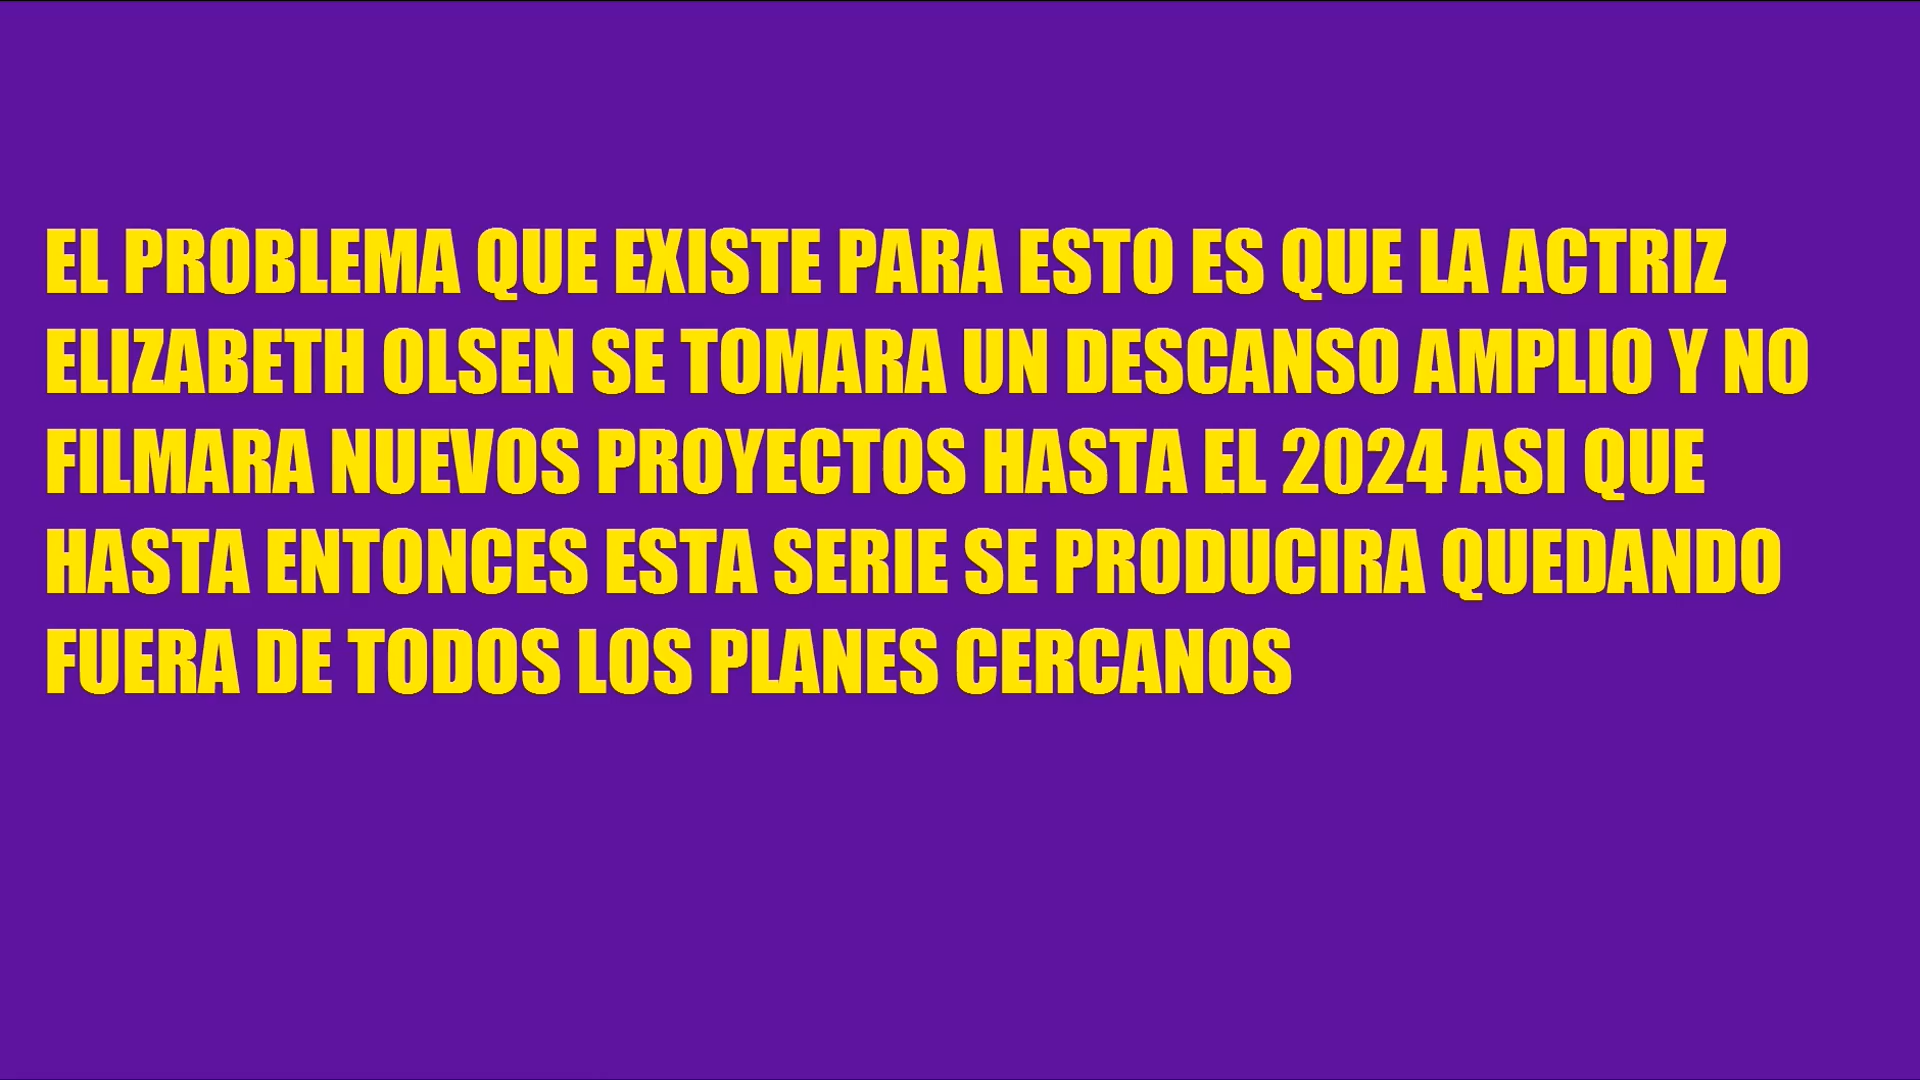 EL PROBLEMA QUE EXISTE PARA ESTO ES QUE LA ACTRIZ
ELIZABETH OLSEN SE TOMARA UN DESCANSO AMPLIO Y NO
FILMARA NUEVOS PROYECTOS HASTA EL 2024 ASI QUE
HASTA ENTONCES ESTA SERIE SE PRODUCIRA QUEDANDO
FUERA DE TODOS LOS PLANES CERCANOS